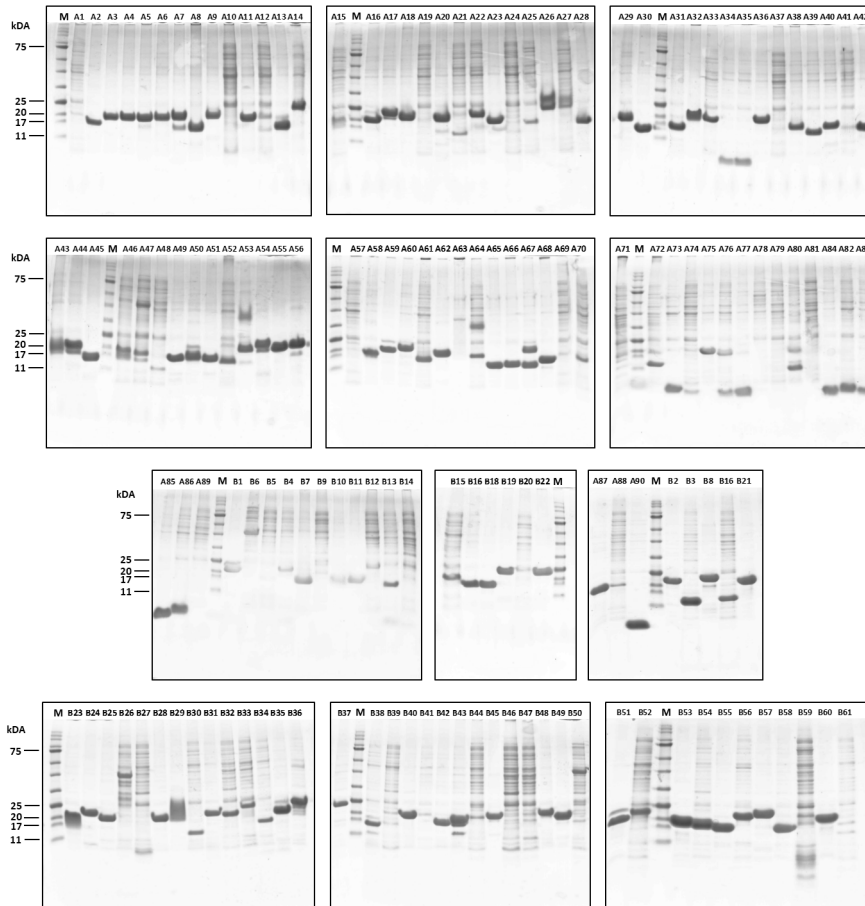 kDa
M A1 A2 A3 A4 A5 A6 A7 A8 A9 A10 A11 A12 A13 A14
75
25
20
17
11
A15 M A16 A17 A18 A19 A20 A21 A22 A23 A24 A25 A26 A27 A28
A29 A30 M A31 A32 A33 A34 A35 A36 A37 A38 A39 A40 A41
kDa
A43 A44 A45 M A46 A47 A48 A49 A50 A51 A52 A53 A54 A55 A56
75
25
20
17
11
M A57 A58 A59 A60 A61 A62 A63 A64 A65 A66 A67 A68 A69 A70
A71 M A72 A73 A74 A75 A76 A77 A78 A79 A80 A81 A84 A82
kDa
A85 A86 A89 M B1 B6 B5 B4 B7 B9 B10 B11 B12 B13 B14
75
25
20
17
11
B15 B16 B18 B19 B20 B22 M
A87 A88 A90 M B2 B3 B8 B16 B21
kDa
M B23 B24 B25 B26 B27 B28 B29 B30 B31 B32 B33 B34 B35 B36
75
25
20
17
11
B37 M B38 B39 B40 B41 B42 B43 B44 B45 B46 B47 B48 B49 B50
B51 B52 M B53 B54 B55 B56 B57 B58 B59 B60 B61